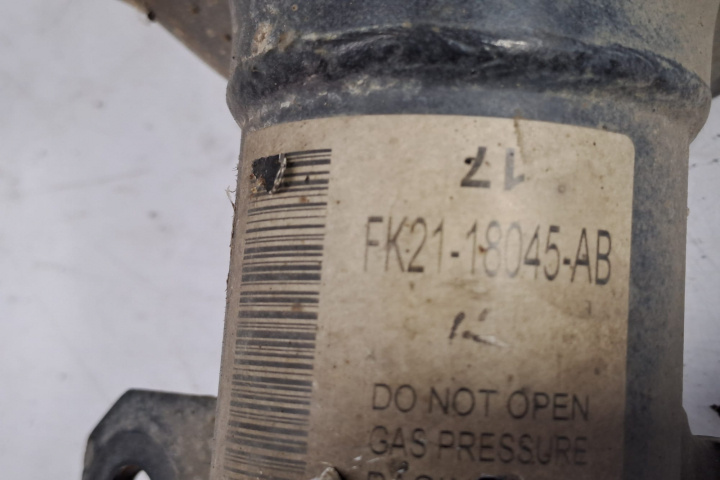 17
FK21-18045-AB
DO NOT OPEN
GAS PRESSURE